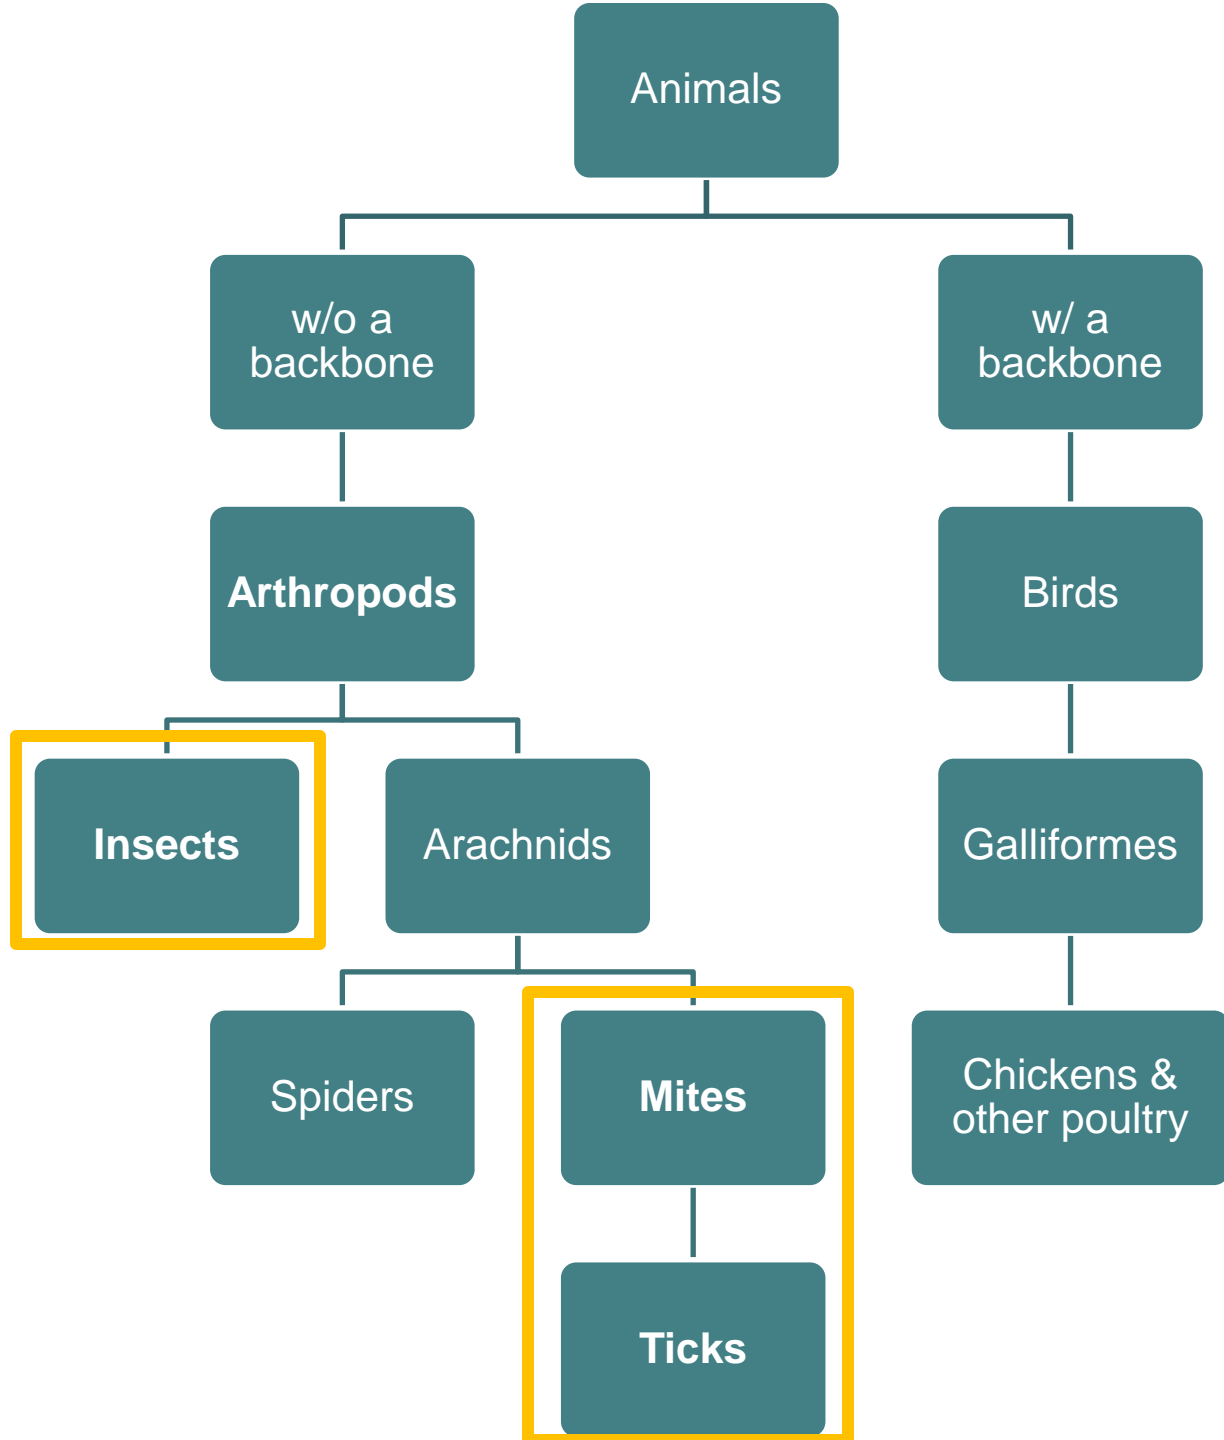 Animals
w/o a
backbone
w/ a
backbone
Arthropods
Birds
Insects
Arachnids
Galliformes
Spiders
Mites
Chickens &
other poultry
Ticks